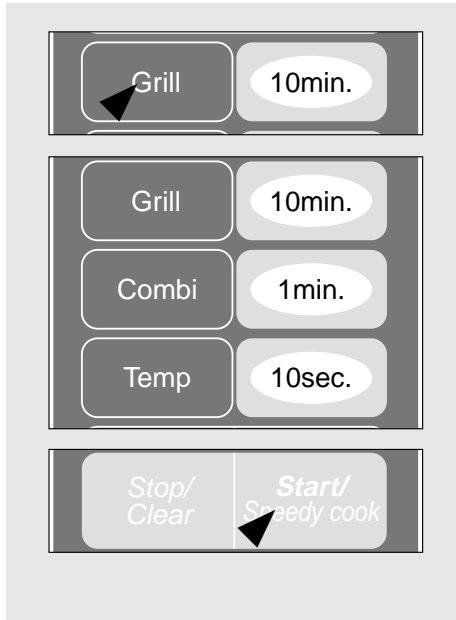 Grill 10min.
Grill 10min.
Combi 1min.
Temp 10sec.
Stop/ Start/
Clear Speedy cook